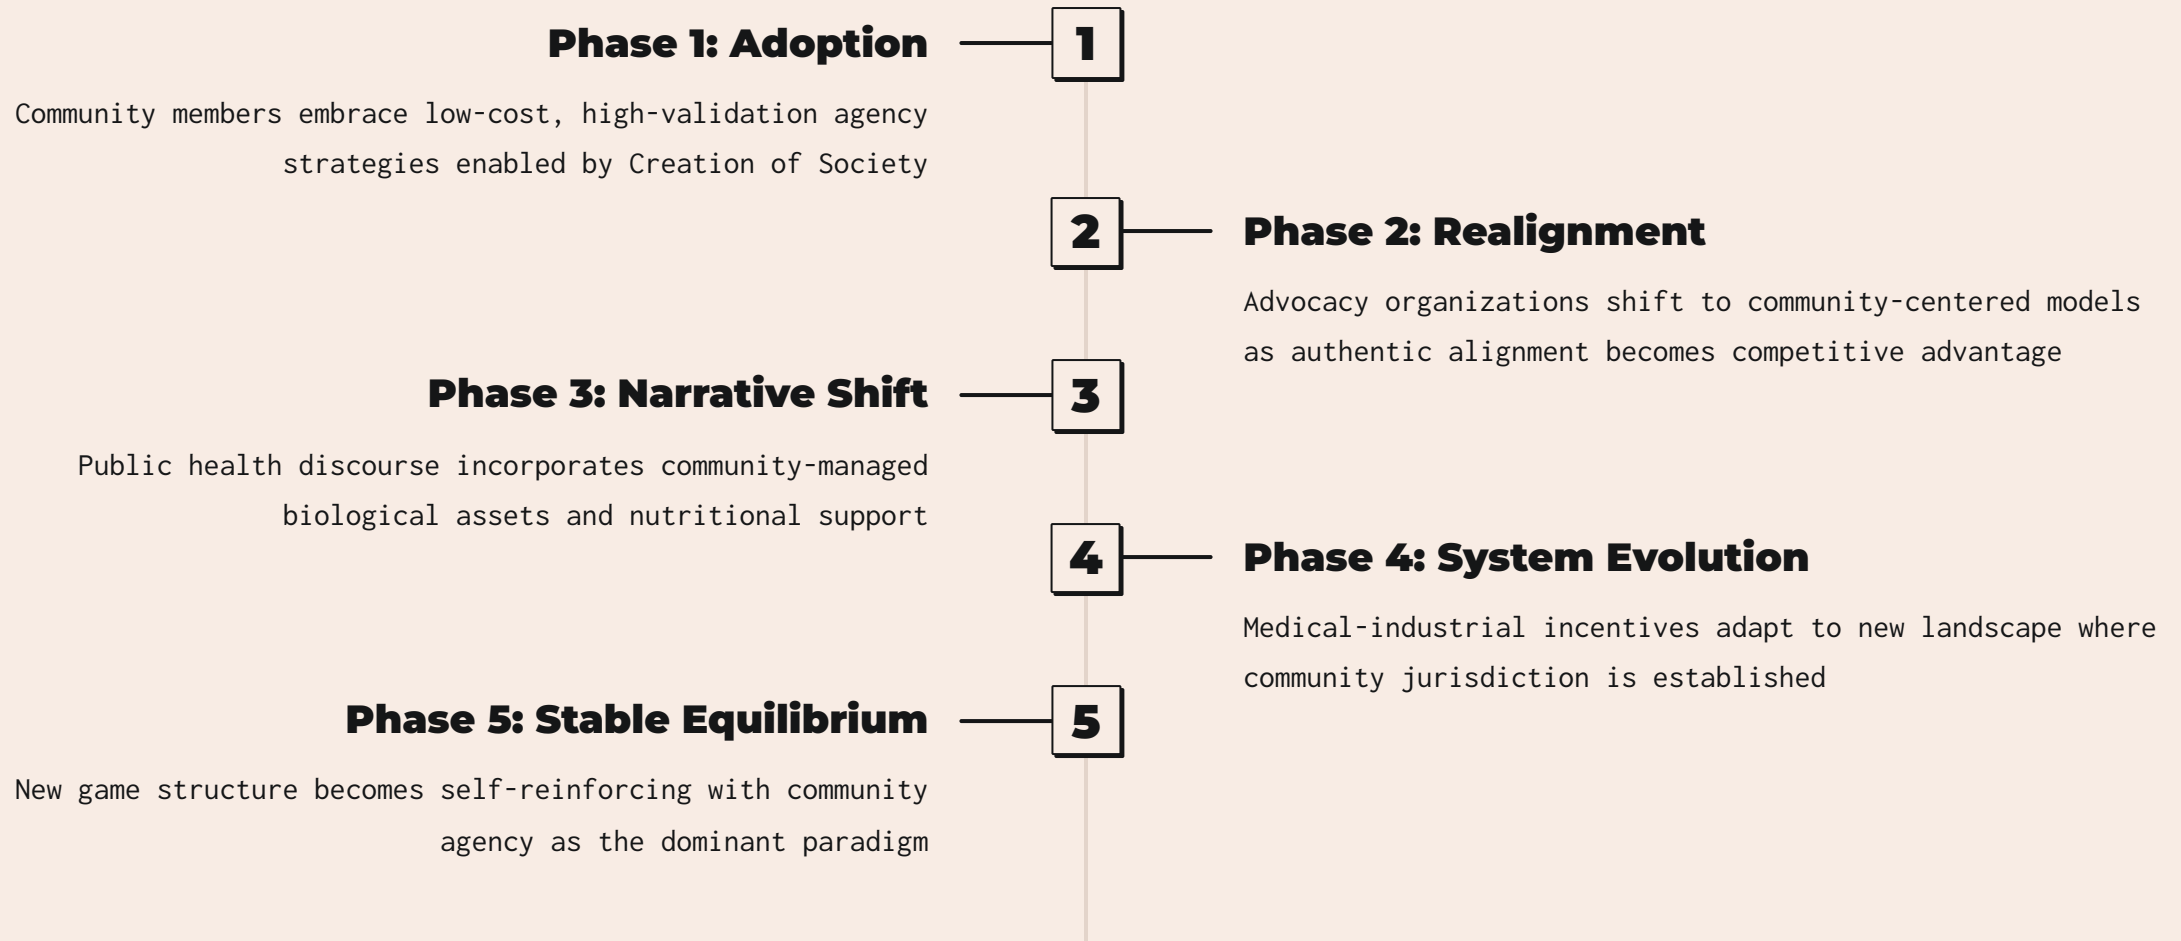 Phase 1: Adoption
1
Community members embrace low-cost, high-validation agency
strategies enabled by Creation of Society
2
Phase 2: Realignment
Advocacy organizations shift to community-centered models
as authentic alignment becomes competitive advantage
Phase 3: Narrative Shift
3
Public health discourse incorporates community-managed
biological assets and nutritional support
4
Phase 4: System Evolution
Medical-industrial incentives adapt to new landscape where
community jurisdiction is established
Phase 5: Stable Equilibrium
5
New game structure becomes self-reinforcing with community
agency as the dominant paradigm